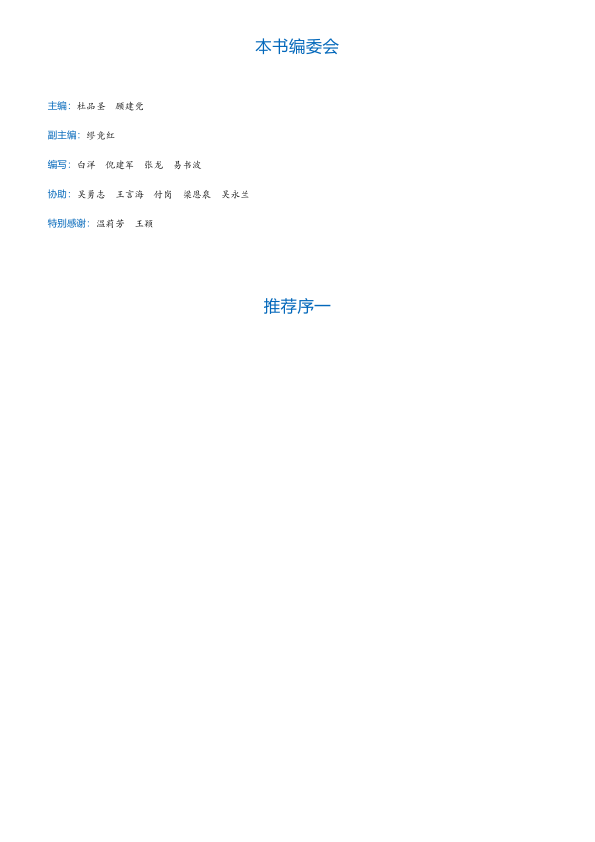 本书编委会
主编：杜品圣　顾建党
副主编：缪竞红
编写：白洋　倪建军　张龙　易书波
协助：吴勇志　王言海　付岗　梁恩泉　吴永兰
特别感谢：温莉芳　王颖
推荐序一